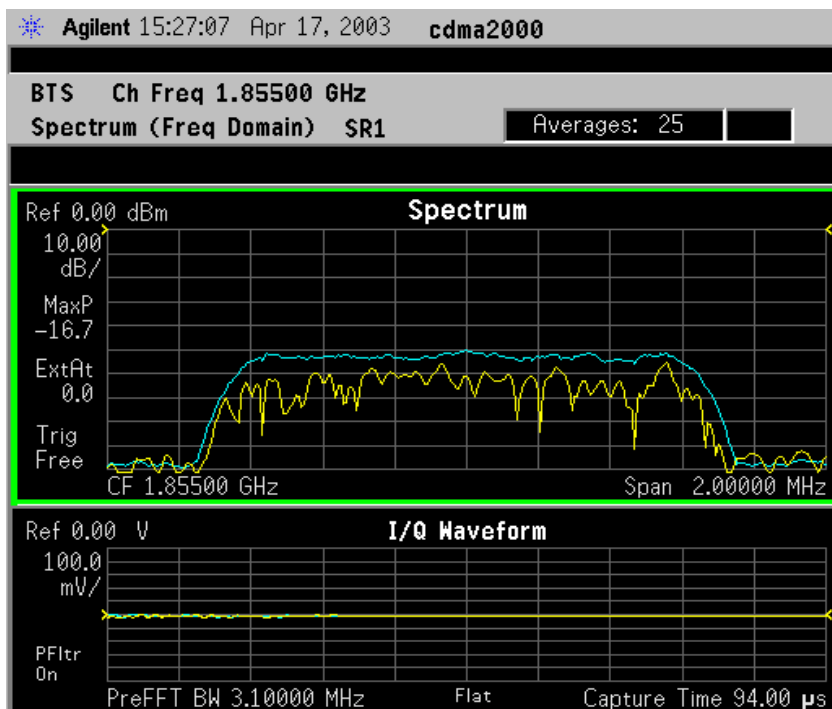 Agilent 15:27:07 Apr 17, 2003 cdma2000
BTS Ch Freq 1.85500 GHz
Spectrum (Freq Domain) SR1
Averages: 25
Ref 0.00 dBm
Spectrum
10.00
dB/
MaxP
-16.7
ExtAt
0.0
Trig
Free
CF 1.85500 GHz
Span 2.00000 MHz
Ref 0.00 V
I/Q Waveform
100.0
mV/
PFltr
On
PreFFT BW 3.10000 MHz
Flat
Capture Time 94.00 µs